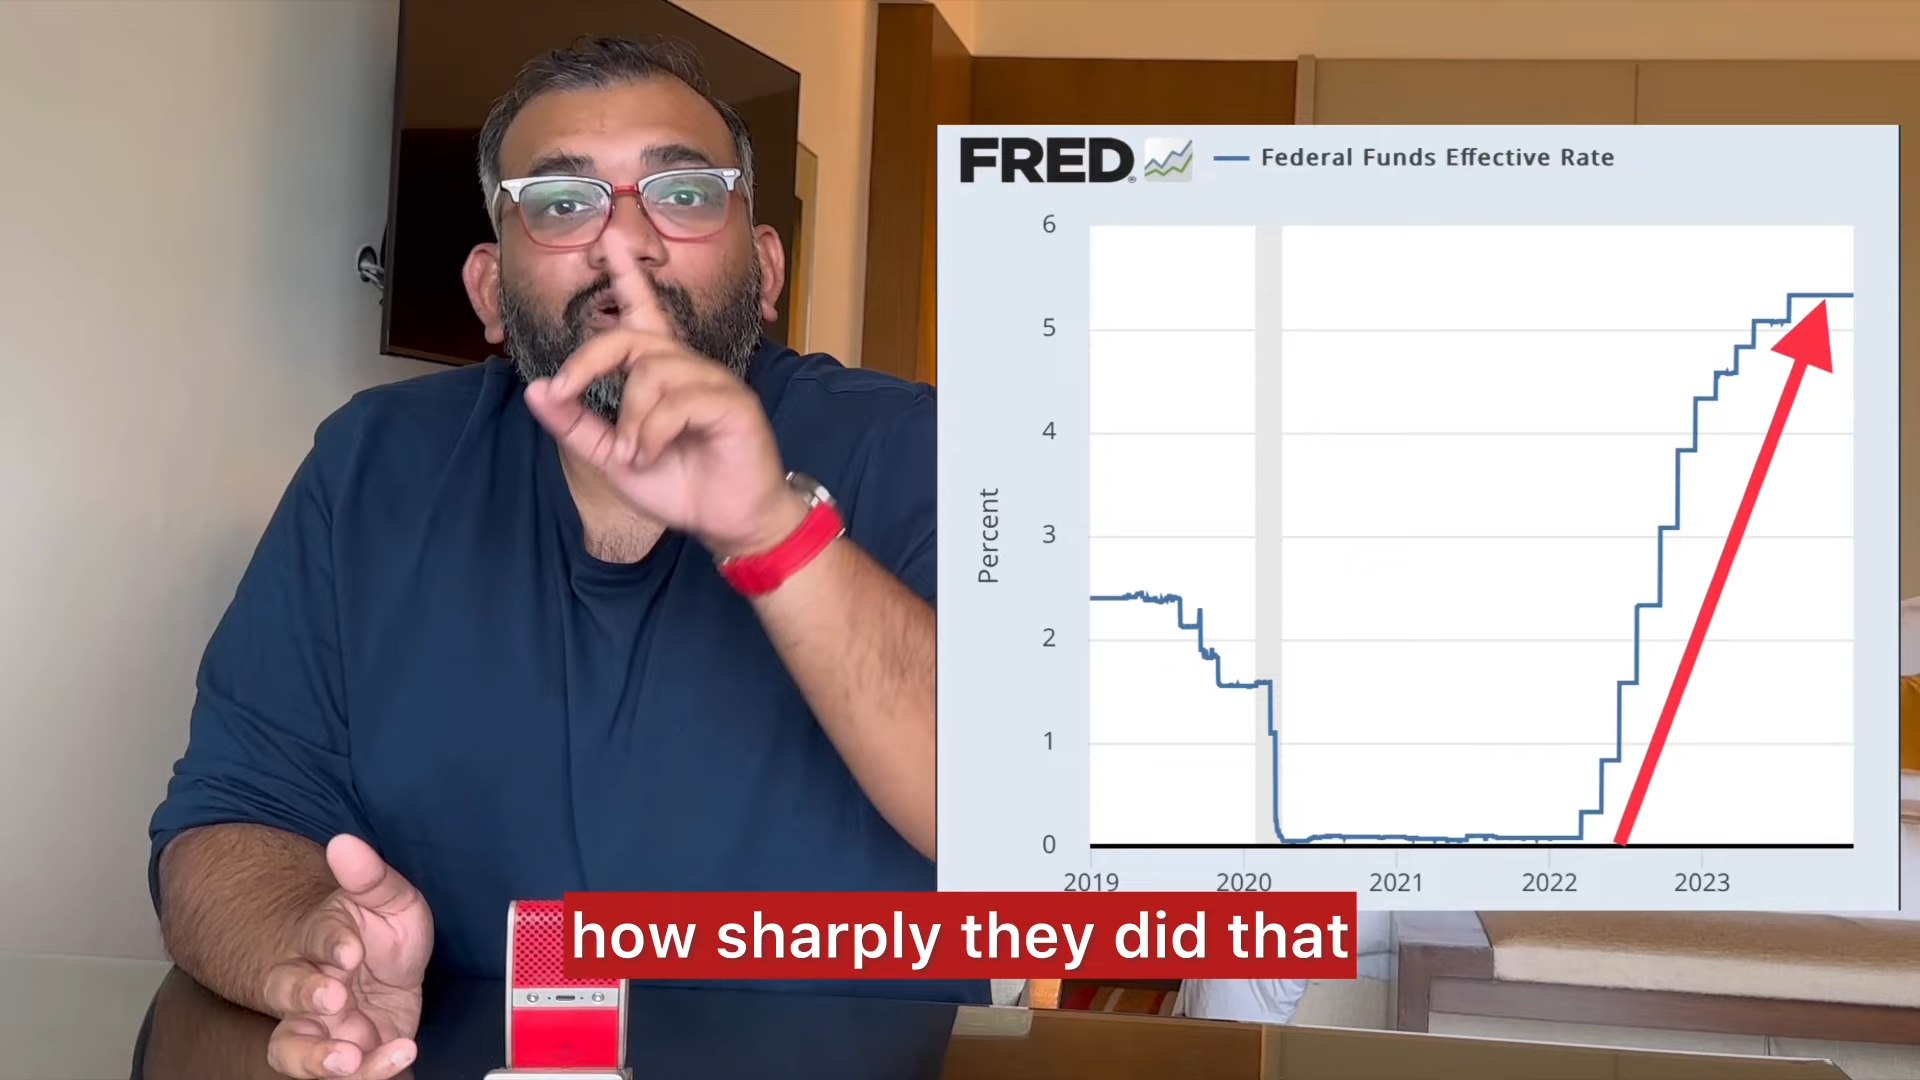 FRED® Federal Funds Effective Rate
6
5
4
3
2
1
0
Percent
2019 2020 2021 2022 2023
how sharply they did that